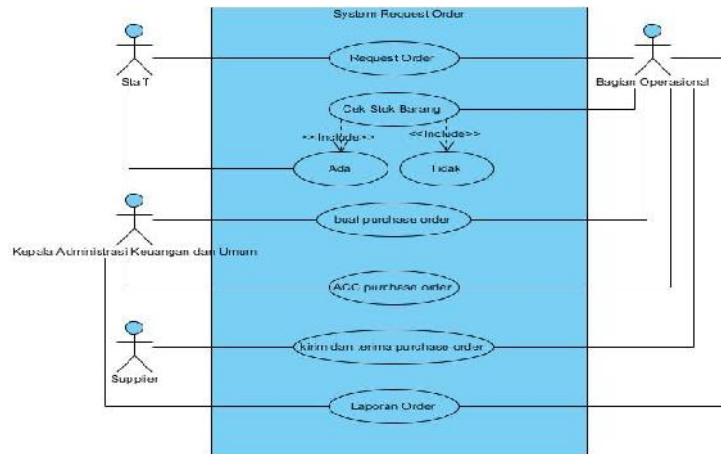 System Request Order
Request Order
Staff
Bagian Operasional
Cek Stok Barang
<<Include>>
<<Include>>
Ada
Tidak
buat purchase order
Kepala Administrasi Keuangan dan Umum
ACC purchase order
kirim dan terima purchase order
Supplier
Laporan Order